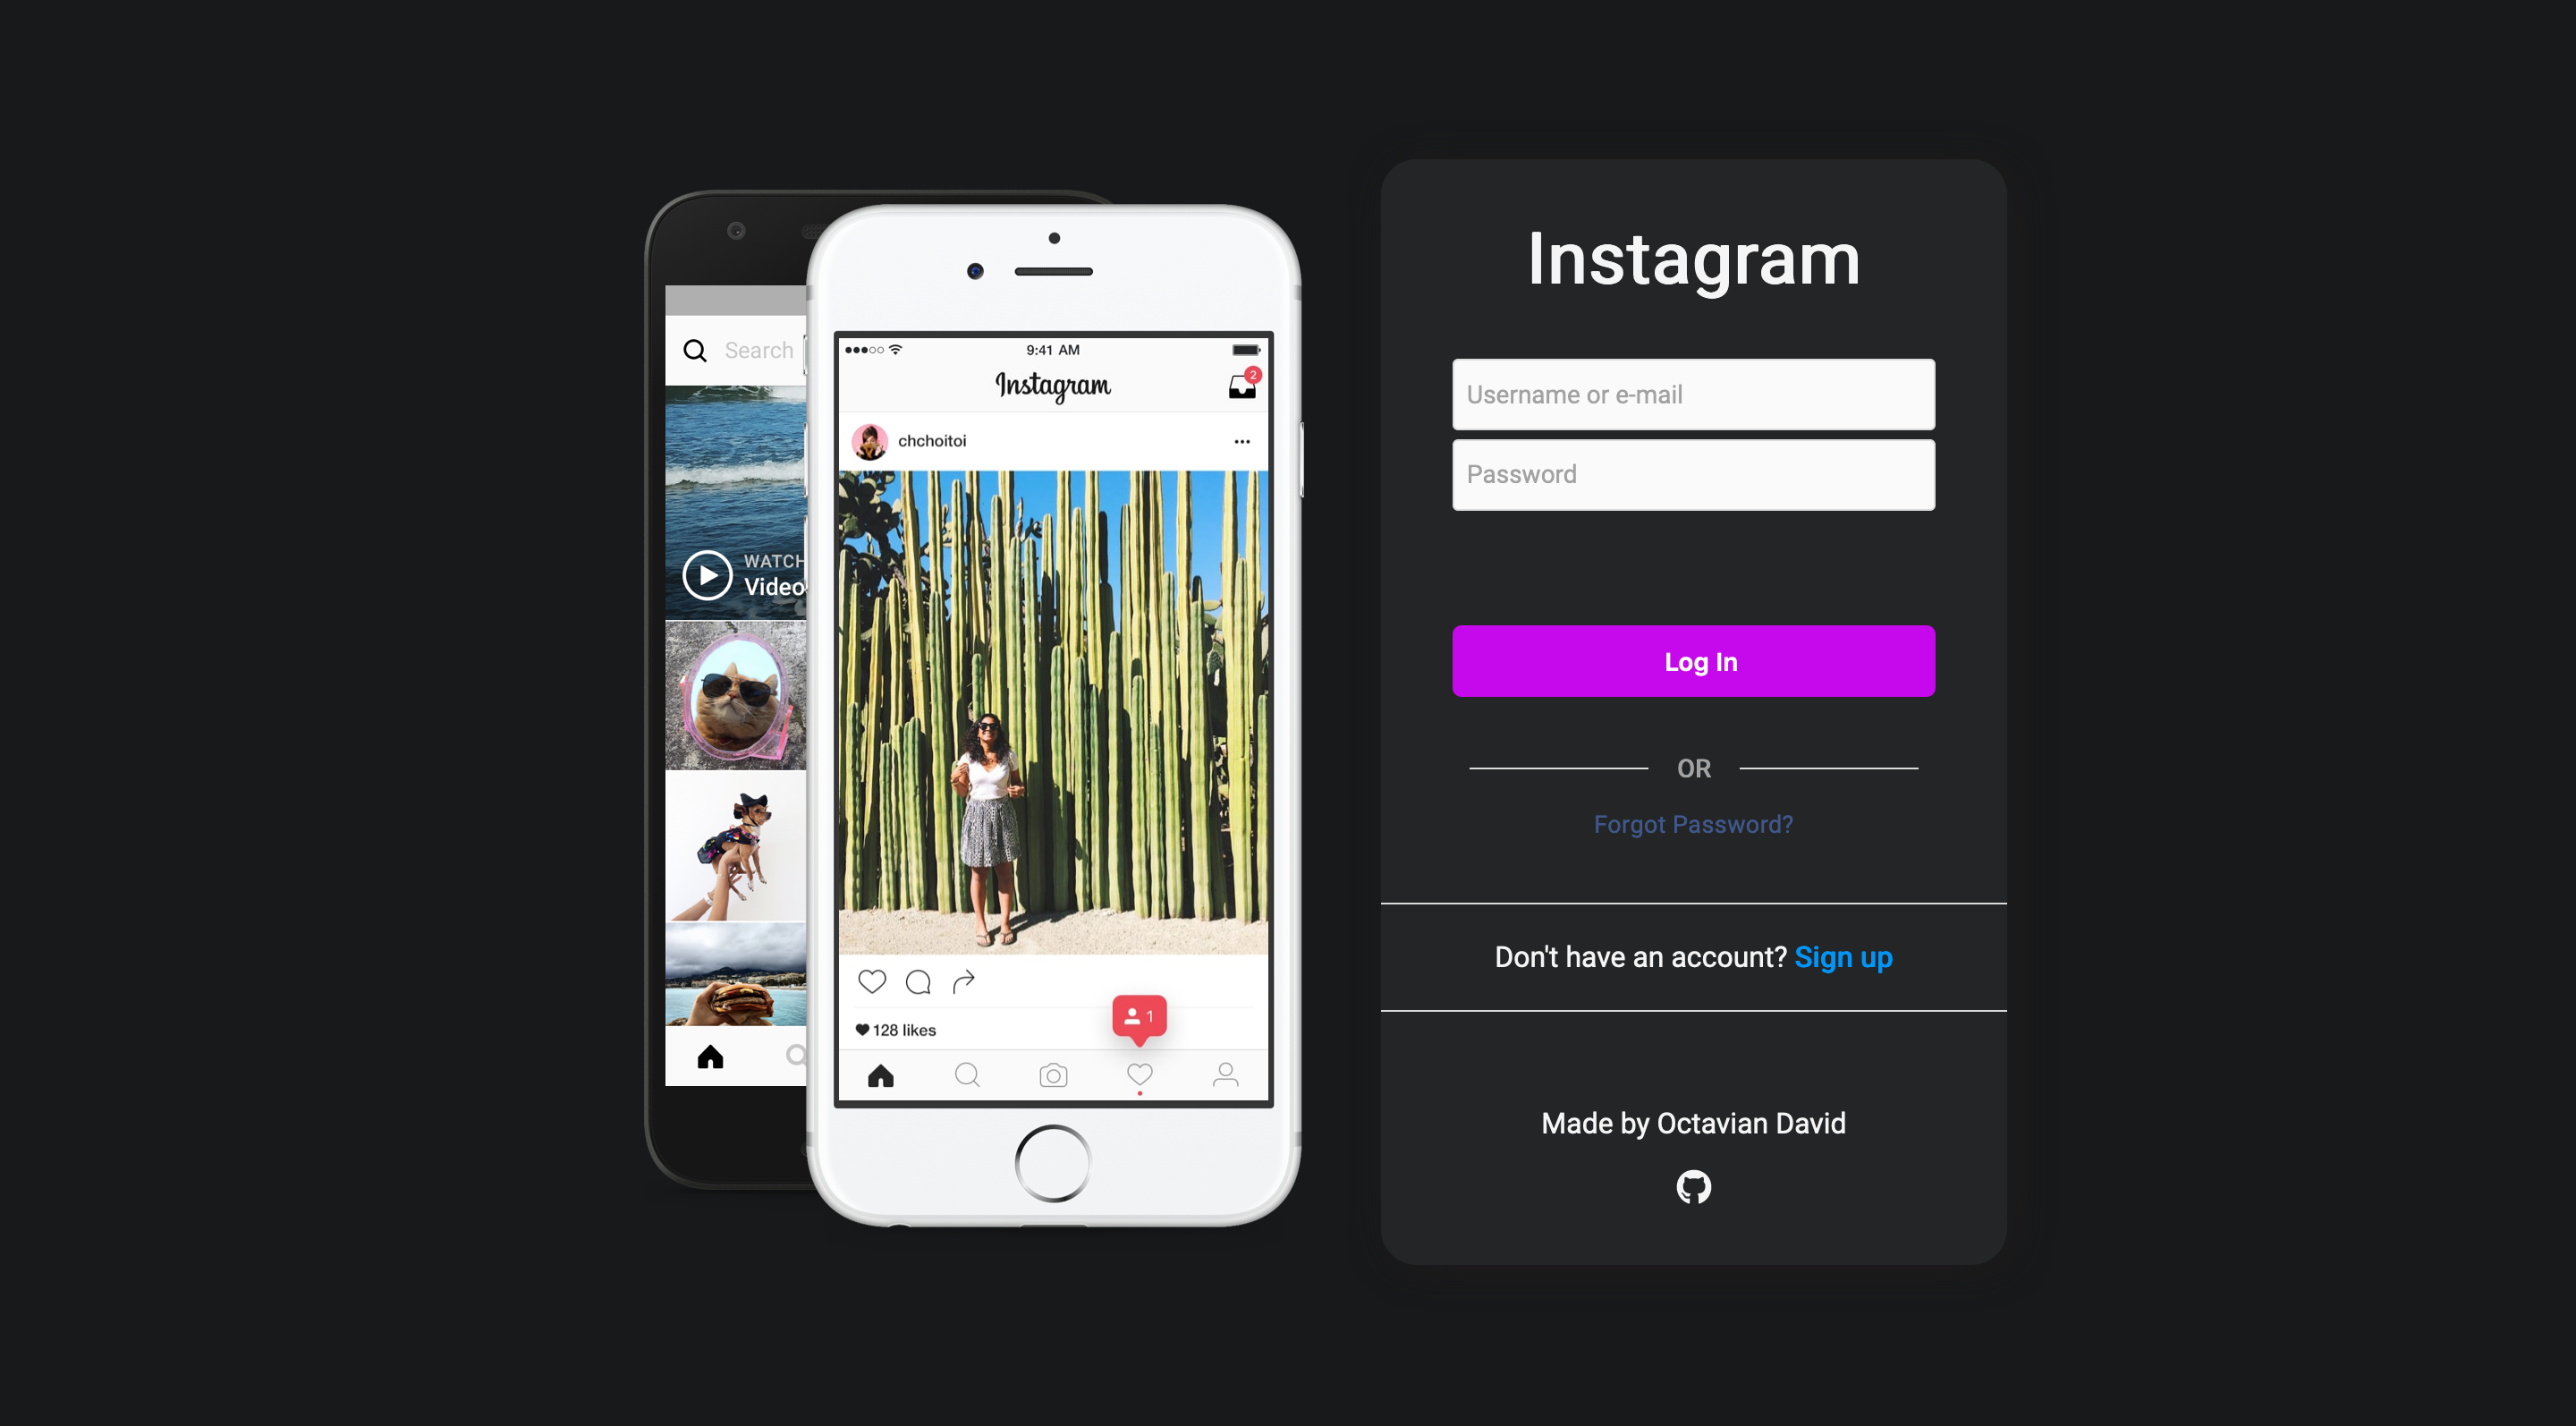 Search
WATCH
Video
9:41 AM
Instagram
2
chchoitoi
1
128 likes
Instagram
Username or e-mail
Password
Log In
OR
Forgot Password?
Don't have an account? Sign up
Made by Octavian David